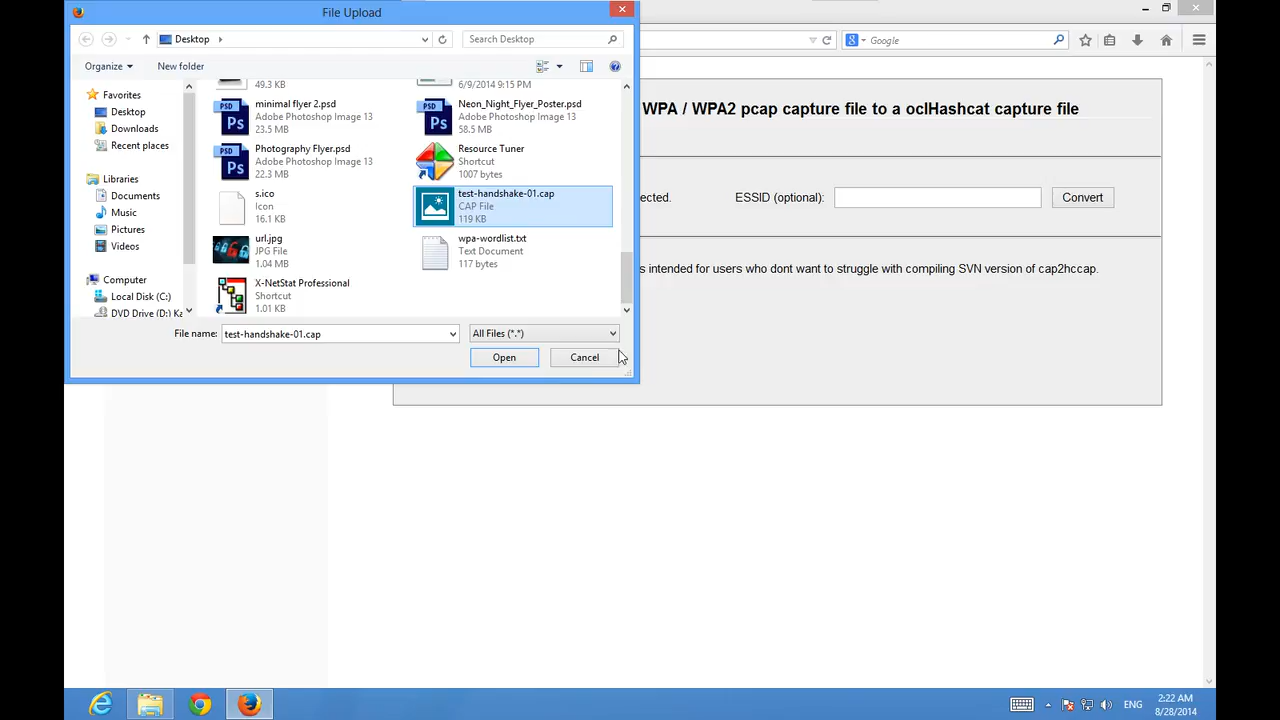 File Upload
Desktop
Search Desktop
Google
Organize
New folder
49.3 KB
6/9/2014 9:15 PM
Favorites
Desktop
Downloads
Recent places
Libraries
Documents
Music
Pictures
Videos
Computer
Local Disk (C:)
DVD Drive (D:) Ka
minimal flyer 2.psd
Adobe Photoshop Image 13
23.5 MB
Neon_Night_Flyer_Poster.psd
Adobe Photoshop Image 13
58.5 MB
Photography Flyer.psd
Adobe Photoshop Image 13
22.3 MB
Resource Tuner
Shortcut
1007 bytes
s.ico
Icon
16.1 KB
test-handshake-01.cap
CAP File
119 KB
url.jpg
JPG File
1.04 MB
wpa-wordlist.txt
Text Document
117 bytes
X-NetStat Professional
Shortcut
1.01 KB
PSD
Ps
PSD
Ps
PSD
Ps
File name:
test-handshake-01.cap
All Files (*.*)
Open
Cancel
WPA / WPA2 pcap capture file to a oclHashcat capture file
ected.
ESSID (optional):
Convert
s intended for users who dont want to struggle with compiling SVN version of cap2hccap.
ENG
2:22 AM
8/28/2014